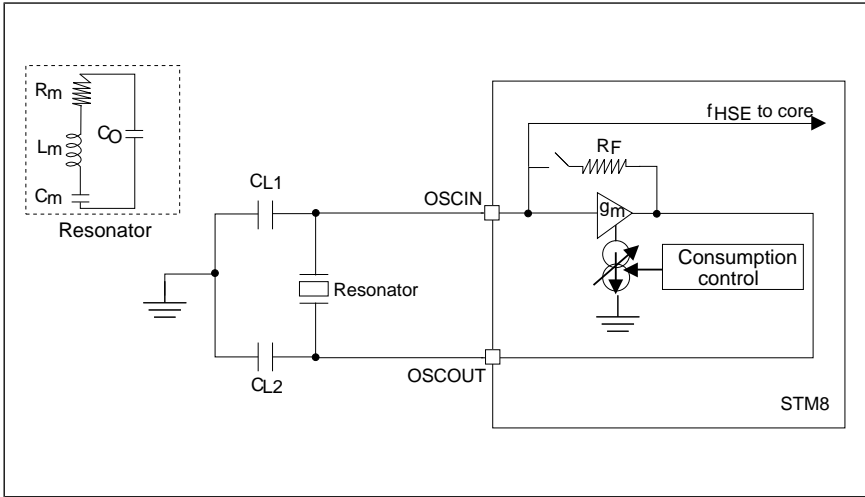 Rm
Lm
CO
Cm
Resonator
CL1
Resonator
CL2
OSCIN
OSCOUT
fHSE to core
RF
gm
Consumption
control
STM8